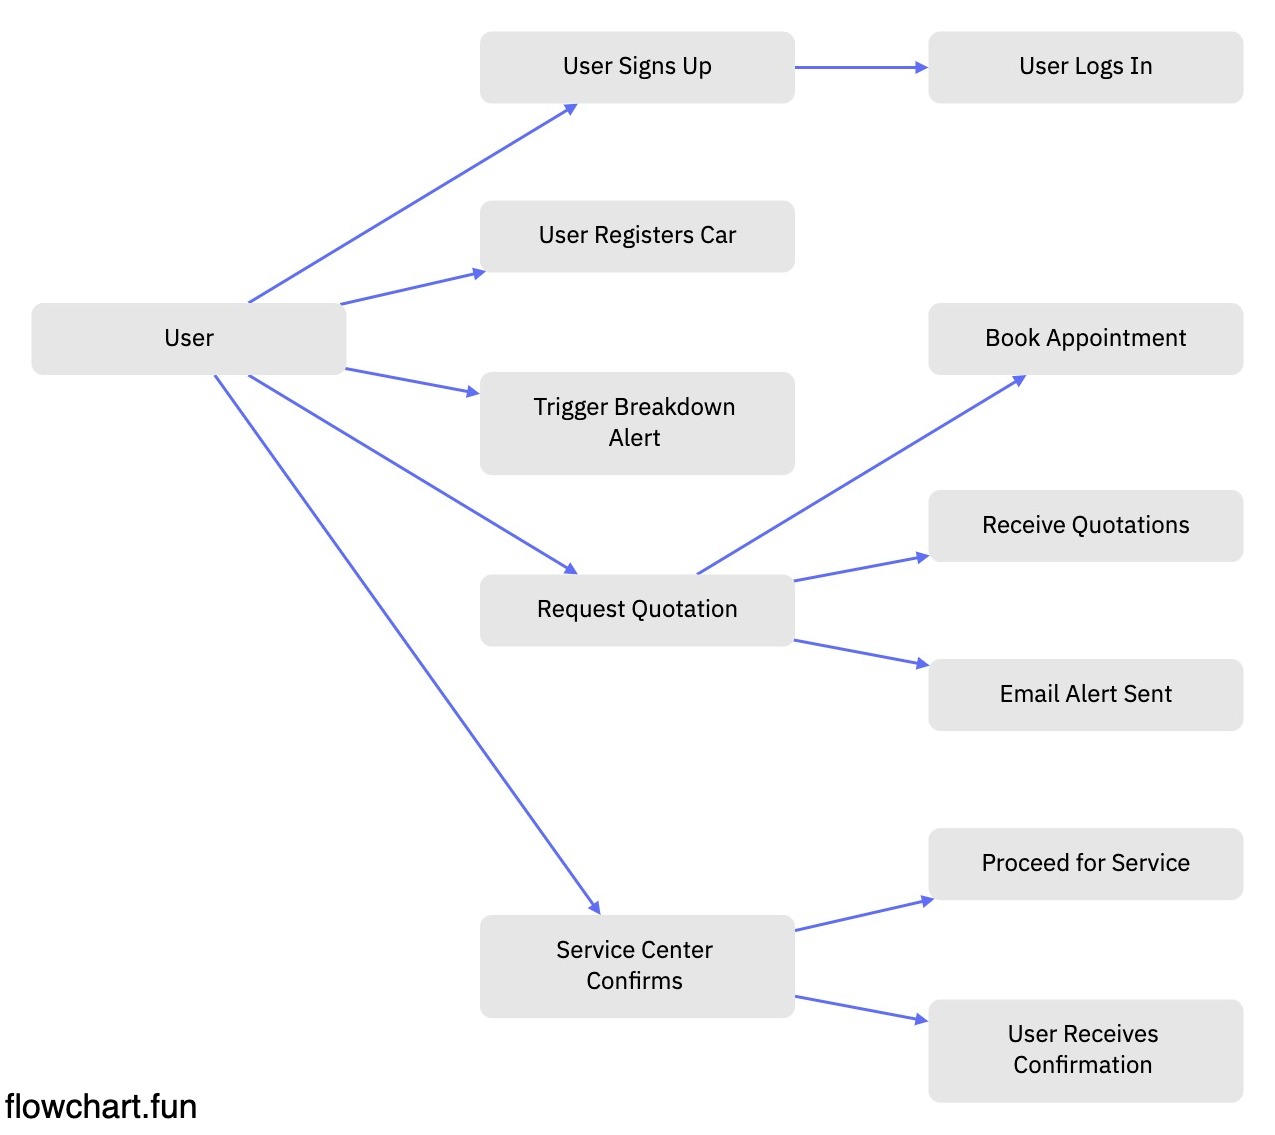 User Signs Up
User Logs In
User Registers Car
User
Book Appointment
Trigger Breakdown
Alert
Receive Quotations
Request Quotation
Email Alert Sent
Proceed for Service
Service Center
Confirms
User Receives
Confirmation
flowchart.fun